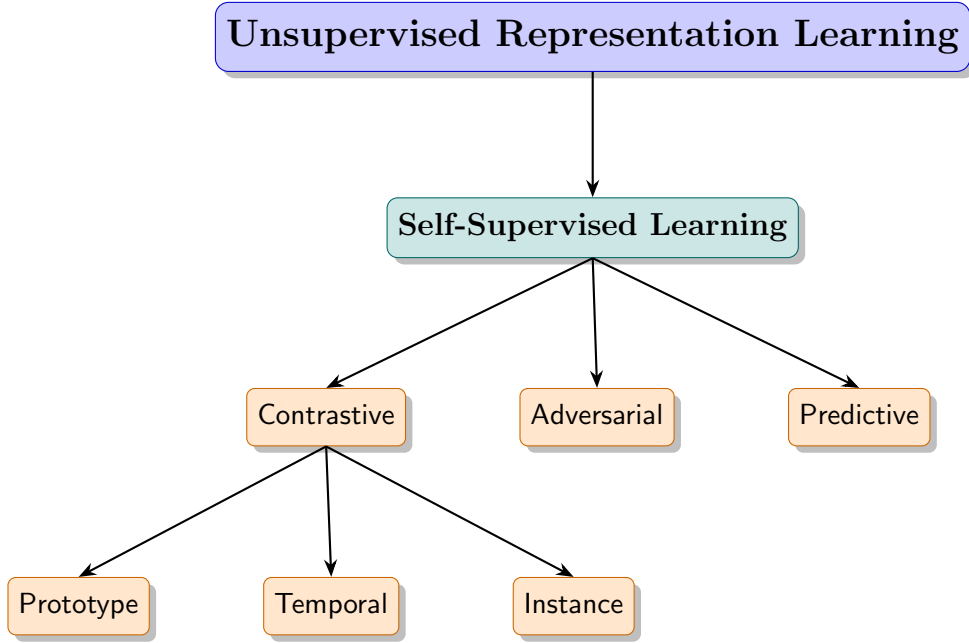 Unsupervised Representation Learning
Self-Supervised Learning
Contrastive
Adversarial
Predictive
Prototype
Temporal
Instance